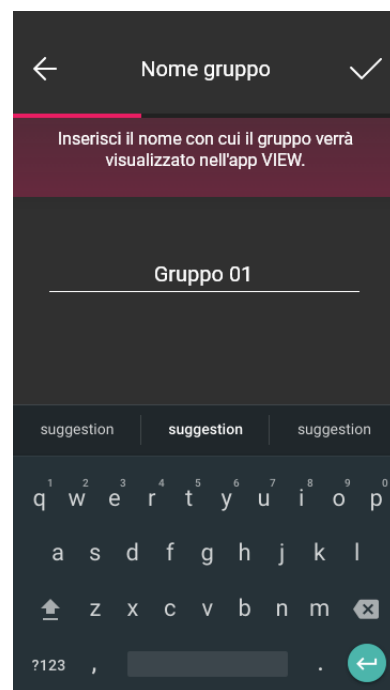 Nome gruppo
Inserisci il nome con cui il gruppo verrà
visualizzato nell'app VIEW.
Gruppo 01
suggestion suggestion suggestion
1 2 3 4 5 6 7 8 9 0
q w e r t y u i o p
a s d f g h j k l
z x c v b n m
?123 , .